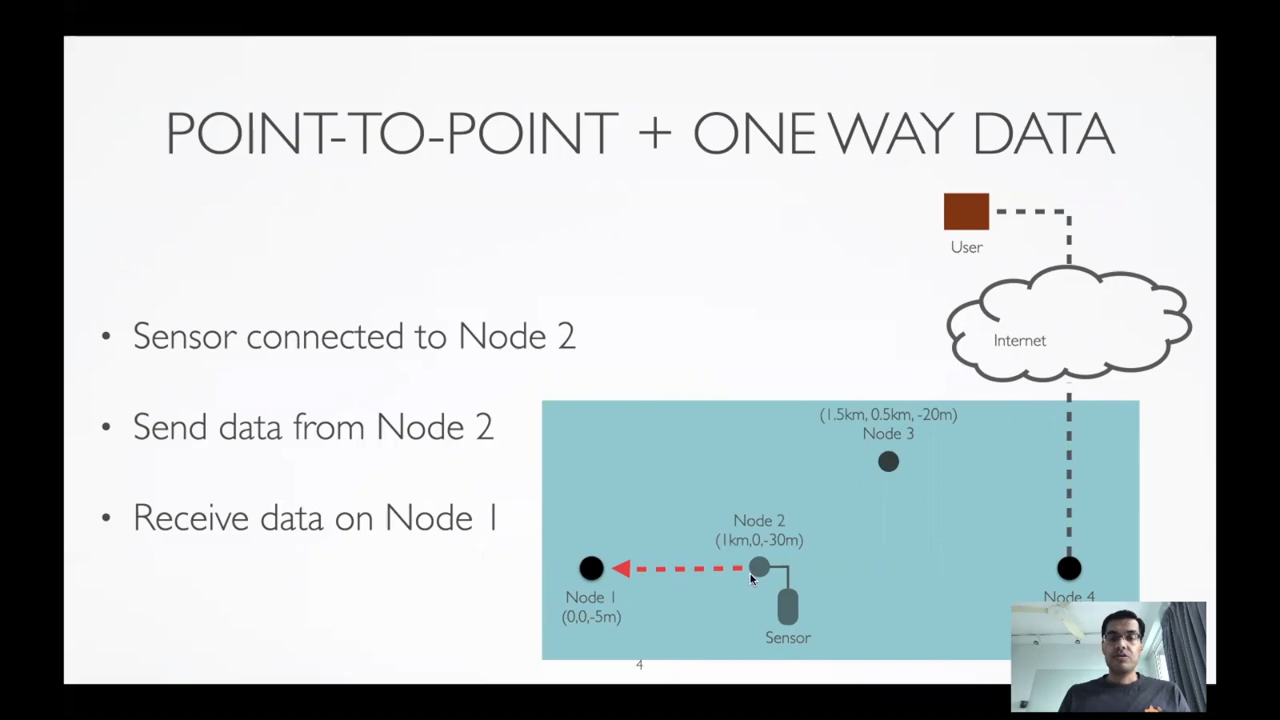 POINT-TO-POINT + ONE WAY DATA
User
Internet
• Sensor connected to Node 2
• Send data from Node 2
• Receive data on Node 1
(1.5km, 0.5km, -20m)
Node 3
Node 2
(1km,0,-30m)
Node 1
(0,0,-5m)
Sensor
Node 4
4